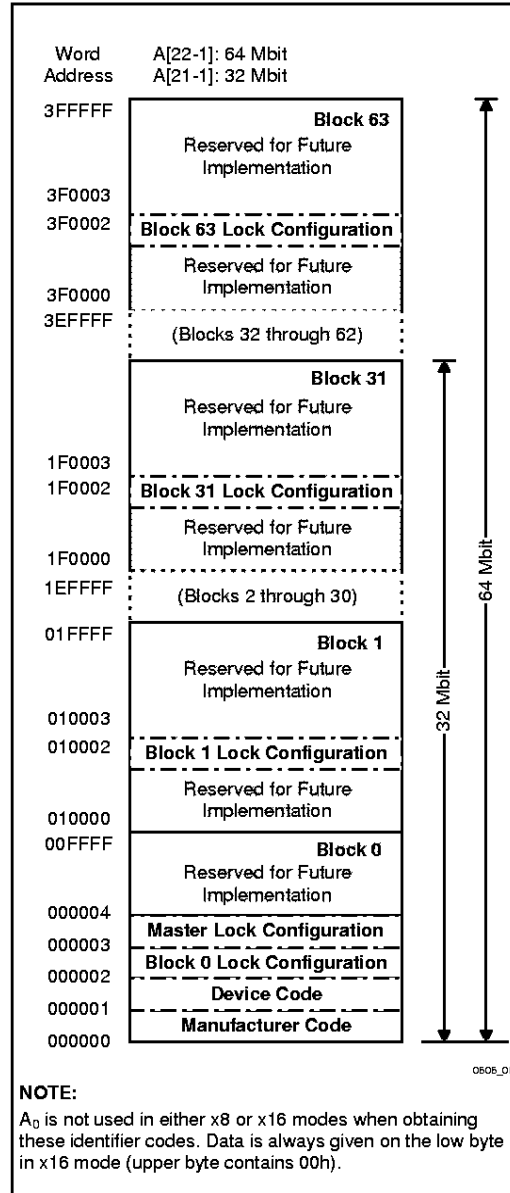 Word Address A[22-1]: 64 Mbit
A[21-1]: 32 Mbit
3FFFFF
Block 63
Reserved for Future
Implementation
3F0003
3F0002 Block 63 Lock Configuration
Reserved for Future
Implementation
3F0000
3EFFFF
(Blocks 32 through 62)
Block 31
Reserved for Future
Implementation
1F0003
1F0002 Block 31 Lock Configuration
Reserved for Future
Implementation
1F0000
1EFFFF
(Blocks 2 through 30)
01FFFF
Block 1
Reserved for Future
Implementation
010003
010002 Block 1 Lock Configuration
Reserved for Future
Implementation
010000
00FFFF
Block 0
Reserved for Future
Implementation
000004
Master Lock Configuration
000003
Block 0 Lock Configuration
000002
Device Code
000001
Manufacturer Code
000000
32 Mbit
64 Mbit
NOTE:
A₀ is not used in either x8 or x16 modes when obtaining
these identifier codes. Data is always given on the low byte
in x16 mode (upper byte contains 00h).